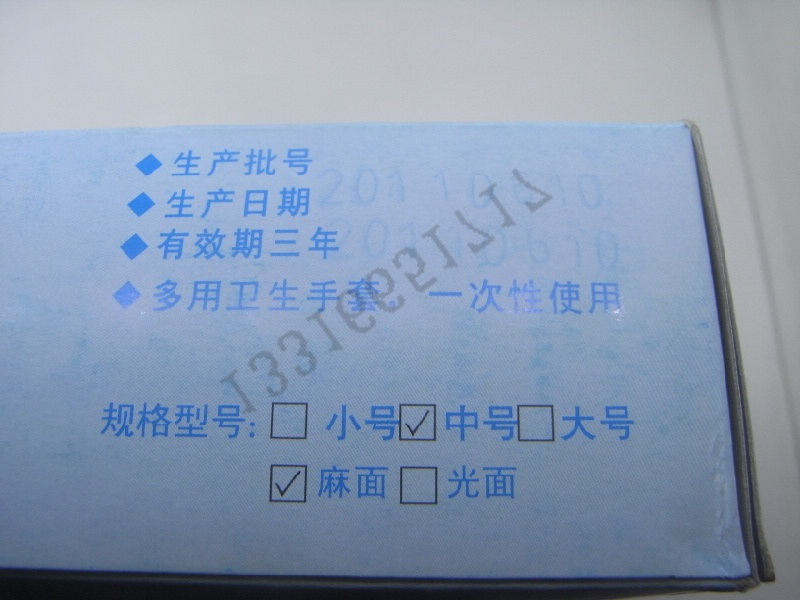 ◆生产批号 20110610
◆生产日期 20110610
◆有效期三年
◆多用卫生手套 一次性使用
规格型号：□ 小号☑中号□大号
☑麻面□光面